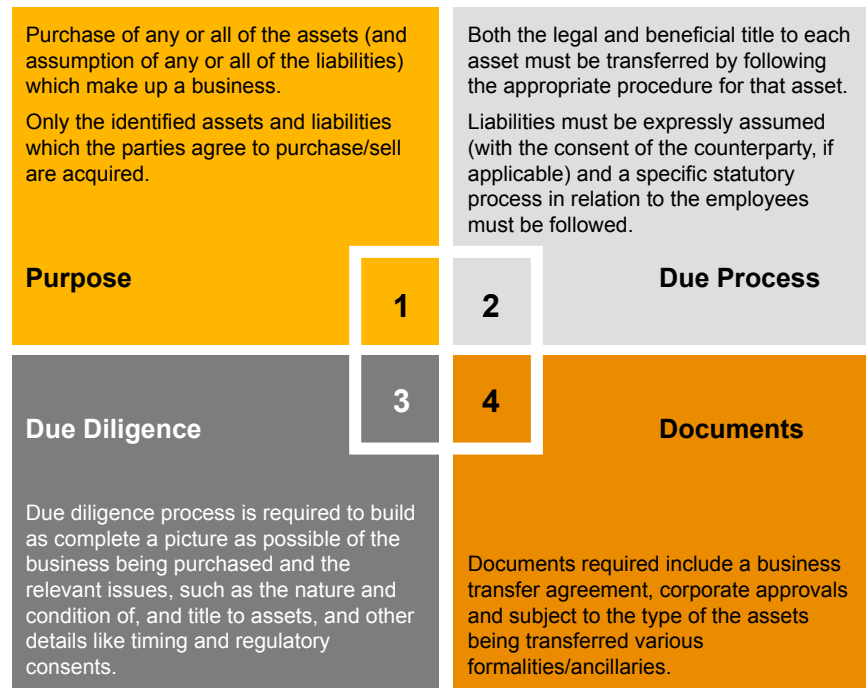 Purchase of any or all of the assets (and
assumption of any or all of the liabilities)
which make up a business.
Only the identified assets and liabilities
which the parties agree to purchase/sell
are acquired.
Purpose
1
Both the legal and beneficial title to each
asset must be transferred by following
the appropriate procedure for that asset.
Liabilities must be expressly assumed
(with the consent of the counterparty, if
applicable) and a specific statutory
process in relation to the employees
must be followed.
2
Due Process
3
Due Diligence
Due diligence process is required to build
as complete a picture as possible of the
business being purchased and the
relevant issues, such as the nature and
condition of, and title to assets, and other
details like timing and regulatory
consents.
4
Documents
Documents required include a business
transfer agreement, corporate approvals
and subject to the type of the assets
being transferred various
formalities/ancillaries.